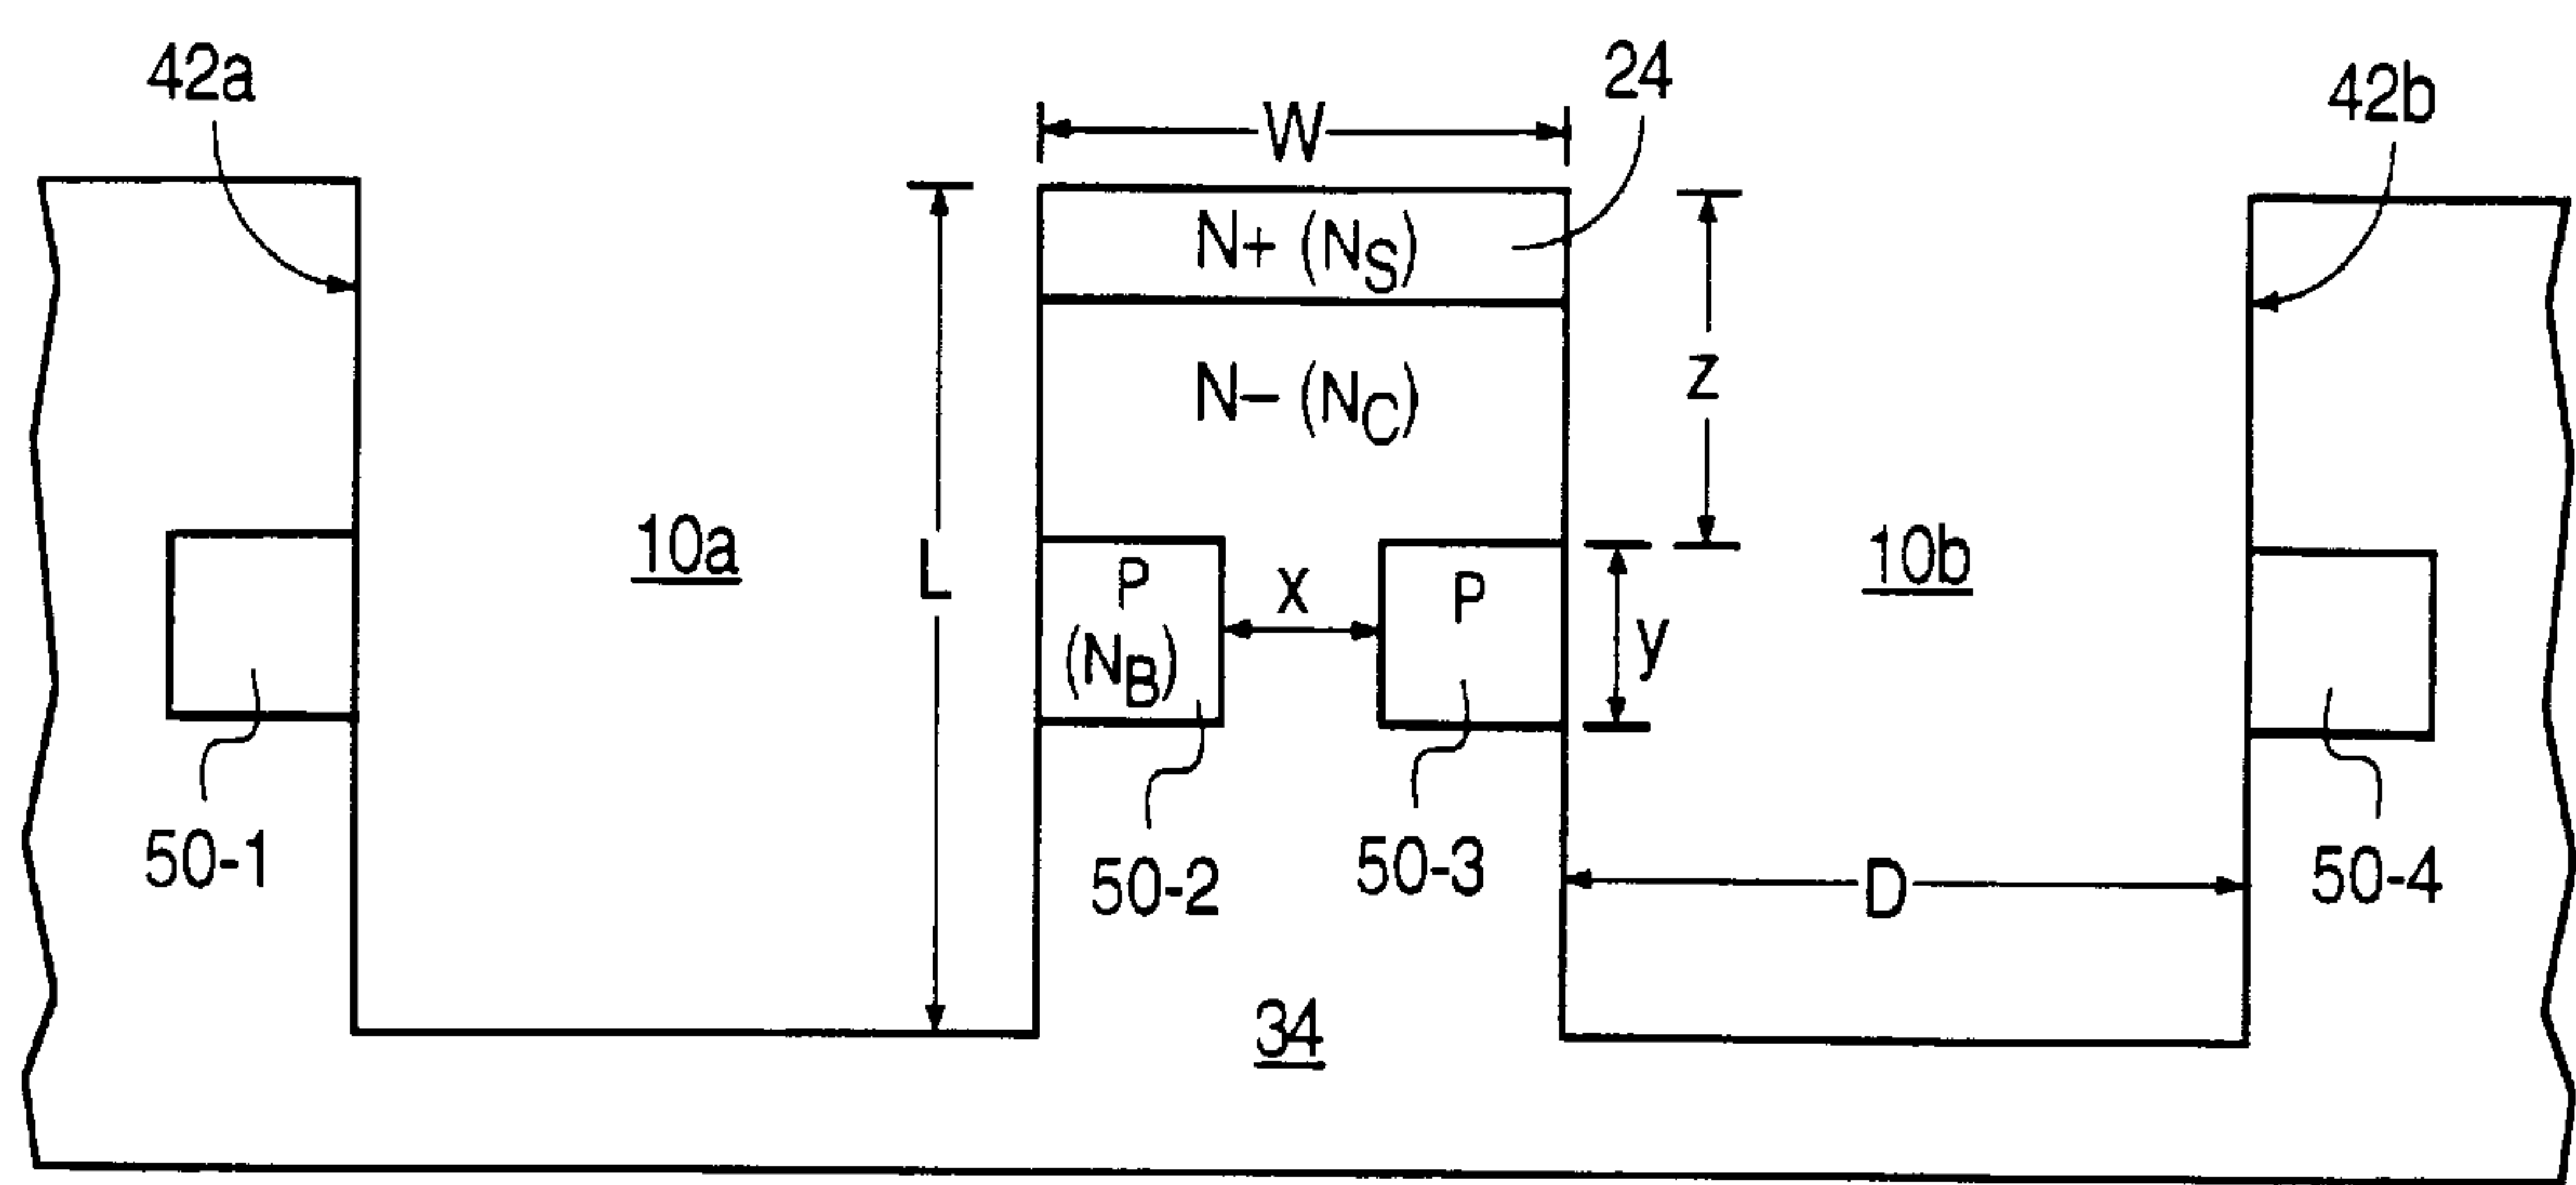 42a
W
24
42b
N+ (NS)
N– (NC)
z
10a
L
P
(NB)
x
P
y
10b
50-1
50-2
50-3
D
50-4
34